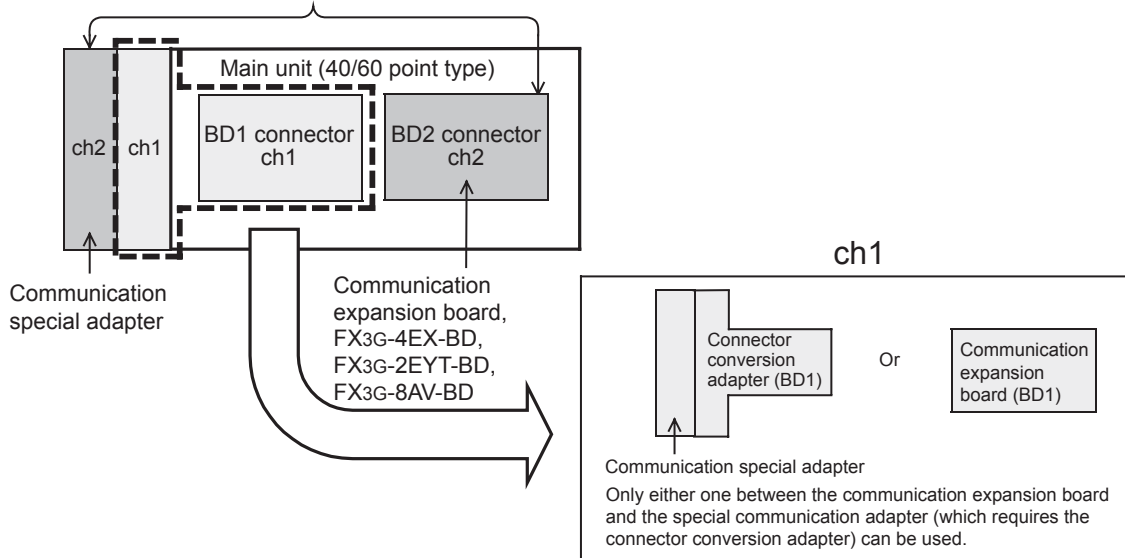 Main unit (40/60 point type)
ch2
ch1
BD1 connector
ch1
BD2 connector
ch2
Communication
special adapter
Communication
expansion board,
FX3G-4EX-BD,
FX3G-2EYT-BD,
FX3G-8AV-BD
ch1
Connector
conversion
adapter (BD1)
Or
Communication
expansion
board (BD1)
Communication special adapter
Only either one between the communication expansion board
and the special communication adapter (which requires the
connector conversion adapter) can be used.